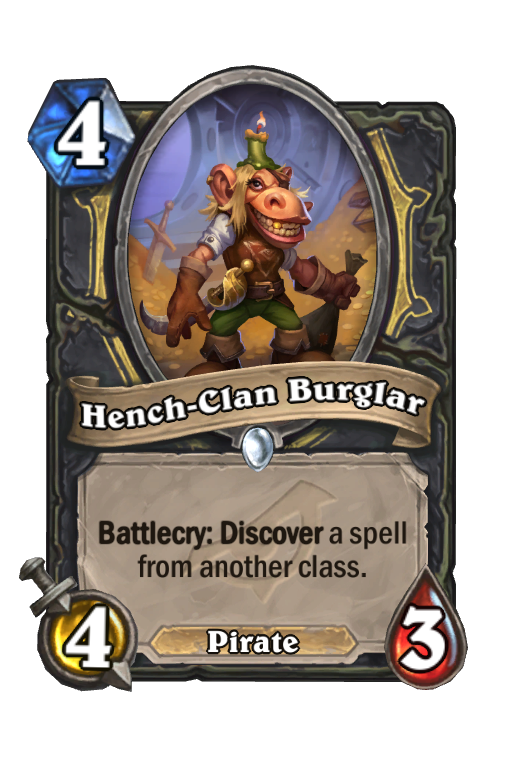 4
Hench-Clan Burglar
Battlecry: Discover a spell
from another class.
4
Pirate
3